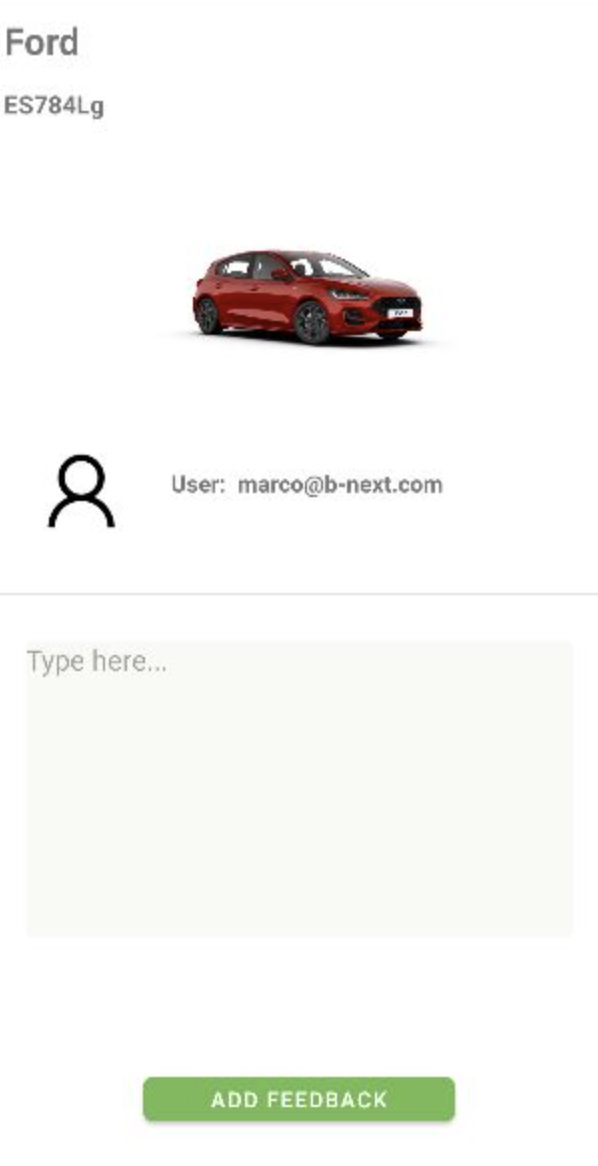 Ford
ES784Lg
User: marco@b-next.com
Type here...
ADD FEEDBACK